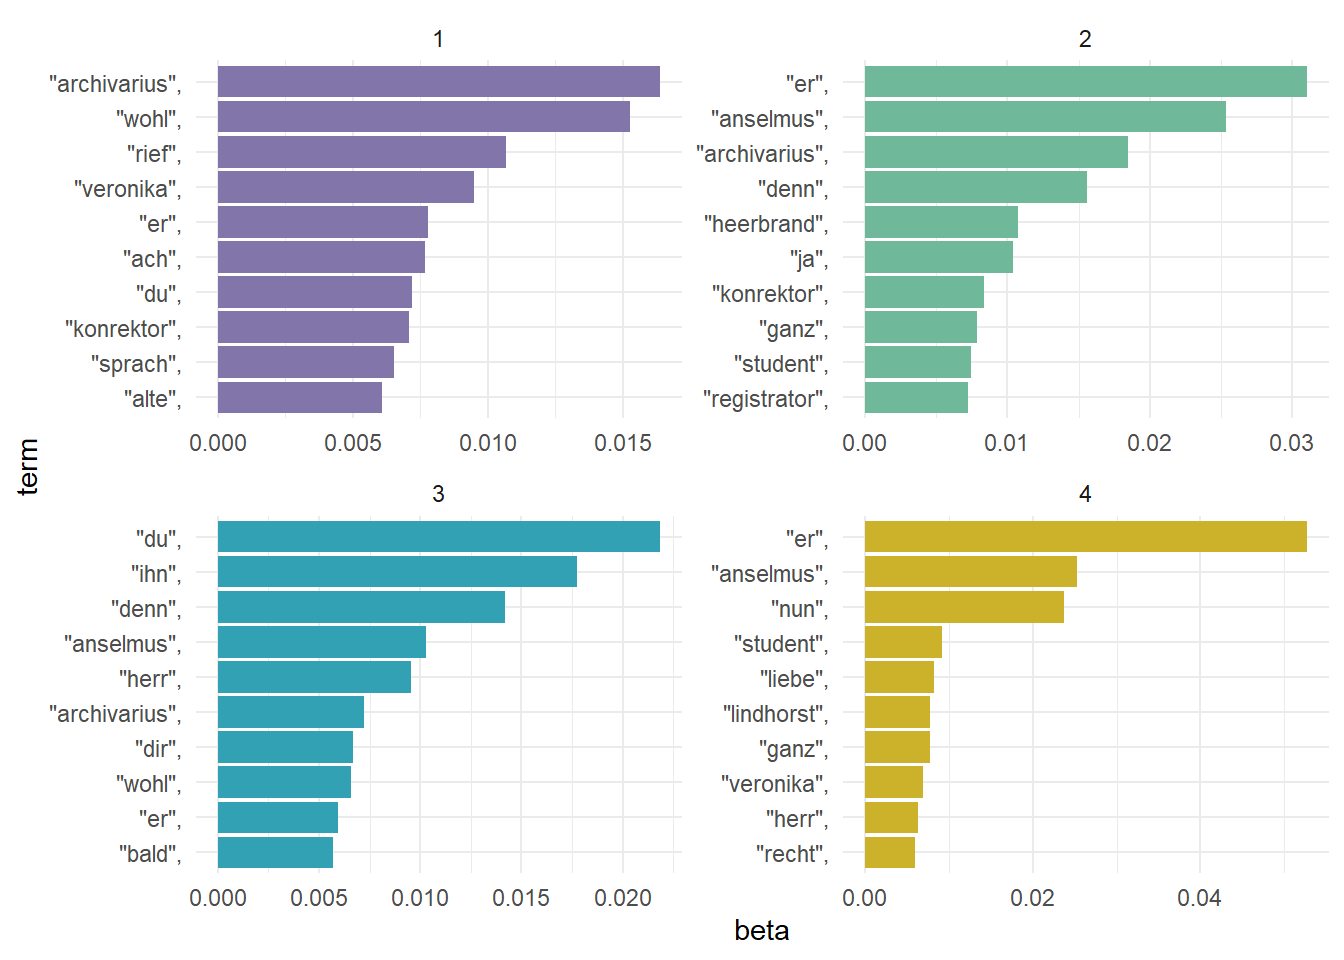 1
"archivarius",
"wohl",
"rief",
"veronika",
"er",
"ach",
"du",
"konrektor",
"sprach",
"alte",
0.000 0.005 0.010 0.015
2
"er",
"anselmus",
"archivarius",
"denn",
"heerbrand",
"ja",
"konrektor",
"ganz",
"student",
"registrator",
0.00 0.01 0.02 0.03
term
3
"du",
"ihn",
"denn",
"anselmus",
"herr",
"archivarius",
"dir",
"wohl",
"er",
"bald",
0.000 0.005 0.010 0.015 0.020
4
"er",
"anselmus",
"nun",
"student",
"liebe",
"lindhorst",
"ganz",
"veronika",
"herr",
"recht",
0.00 0.02 0.04
beta